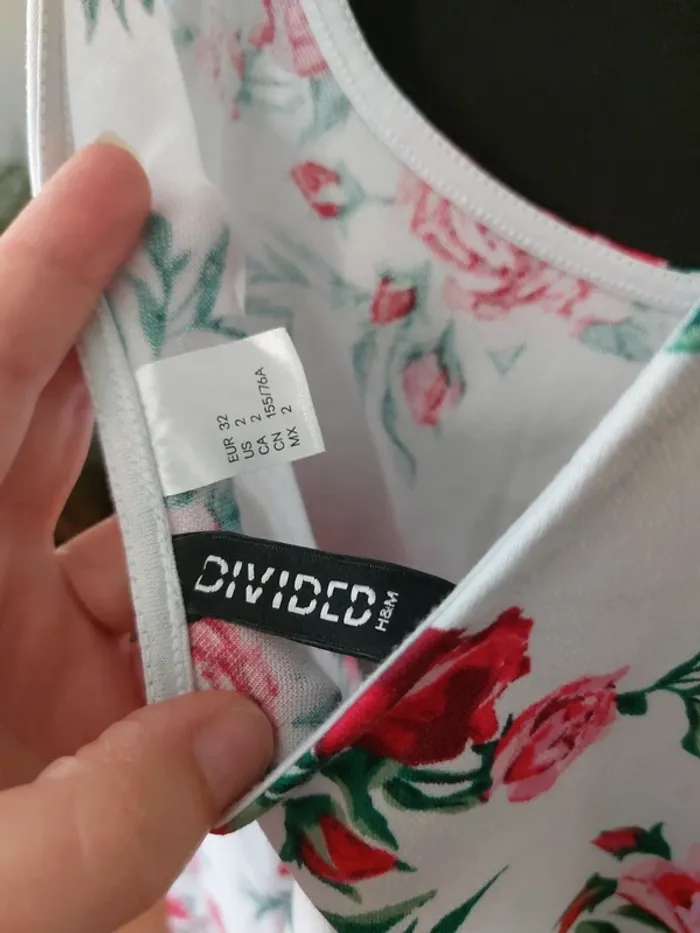 EUR 32
US 2
CA 2
CN 155/76A
MX 2
DIVIDED
H&M